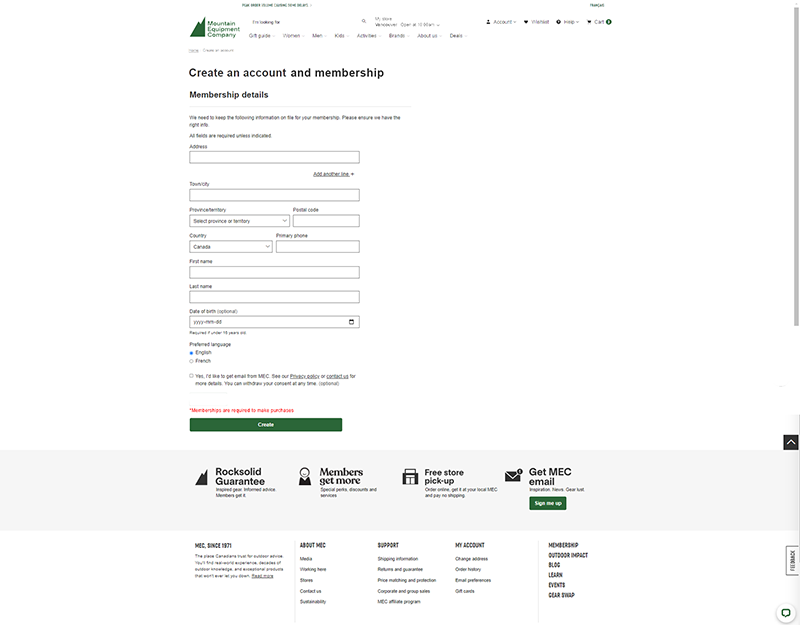 PEAK ORDER VOLUME CAUSING SOME DELAYS >
FRANÇAIS
Mountain
Equipment
Company
I'm looking for
My store
Vancouver Open at 10:00am
Account
Wishlist
Help
Cart 0
Gift guide
Women
Men
Kids
Activities
Brands
About us
Deals
Home Create an account
Create an account and membership
Membership details
We need to keep the following information on file for your membership. Please ensure we have the
right info.
All fields are required unless indicated.
Address
Add another line +
Town/city
Province/territory Postal code
Select province or territory
Country Primary phone
Canada
First name
Last name
Date of birth (optional)
yyyy-mm-dd
Required if under 16 years old
Preferred language
English
French
Yes, I'd like to get email from MEC. See our Privacy policy or contact us for
more details. You can withdraw your consent at any time. (optional)
*Memberships are required to make purchases.
Create
Rocksolid
Guarantee
Inspired gear. Informed advice.
Members get it.
Members
get more
Special perks, discounts and
services
Free store
pick-up
Order online, get it at your local MEC
and pay no shipping.
Get MEC
email
Inspiration. News. Gear lust.
Sign me up
MEC, SINCE 1971
The place Canadians trust for outdoor advice.
You'll find real-world experience, decades of
outdoor knowledge, and exceptional products
that won't ever let you down. Read more
ABOUT MEC
Media
Working here
Stores
Contact us
Sustainability
SUPPORT
Shipping information
Returns and guarantee
Price matching and protection
Corporate and group sales
MEC affiliate program
MY ACCOUNT
Change address
Order history
Email preferences
Gift cards
MEMBERSHIP
OUTDOOR IMPACT
BLOG
LEARN
EVENTS
GEAR SWAP
FEEDBACK